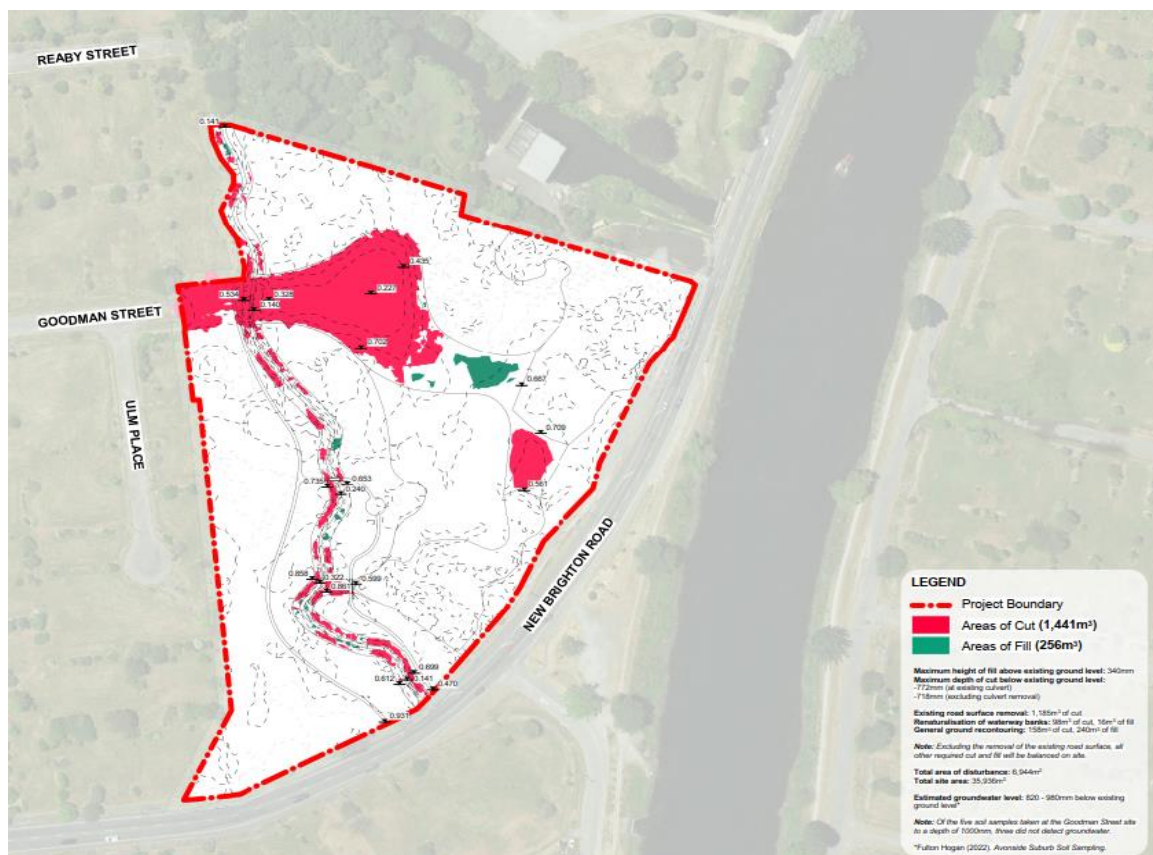 REABY STREET
0.141
0.435
0.227
0.534
0.328
0.140
GOODMAN STREET
0.702
0.667
0.709
ULM PLACE
0.653
0.735
0.240
0.561
0.858
0.322
0.599
0.861
NEW BRIGHTON ROAD
0.699
0.612
0.141
0.470
0.931
LEGEND
Project Boundary
Areas of Cut (1,441m³)
Areas of Fill (256m³)
Maximum height of fill above existing ground level: 340mm
Maximum depth of cut below existing ground level:
-772mm (at existing culvert)
-718mm (excluding culvert removal)
Existing road surface removal: 1,185m³ of cut
Renaturalisation of waterway banks: 98m³ of cut, 16m³ of fill
General ground recontouring: 158m³ of cut, 240m³ of fill
Note: Excluding the removal of the existing road surface, all
other required cut and fill will be balanced on site.
Total area of disturbance: 6,944m²
Total site area: 35,936m²
Estimated groundwater level: 820 - 980mm below existing
ground level*
Note: Of the five soil samples taken at the Goodman Street site
to a depth of 1000mm, three did not detect groundwater.
*Fulton Hogan (2022). Avonside Suburb Soil Sampling.